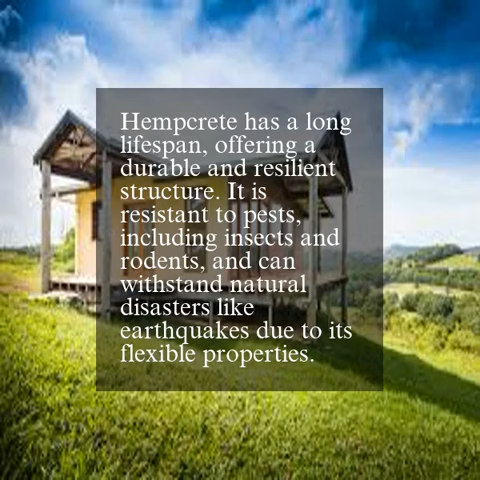 Hempcrete has a long
lifespan, offering a
durable and resilient
structure. It is
resistant to pests,
including insects and
rodents, and can
withstand natural
disasters like
earthquakes due to its
flexible properties.